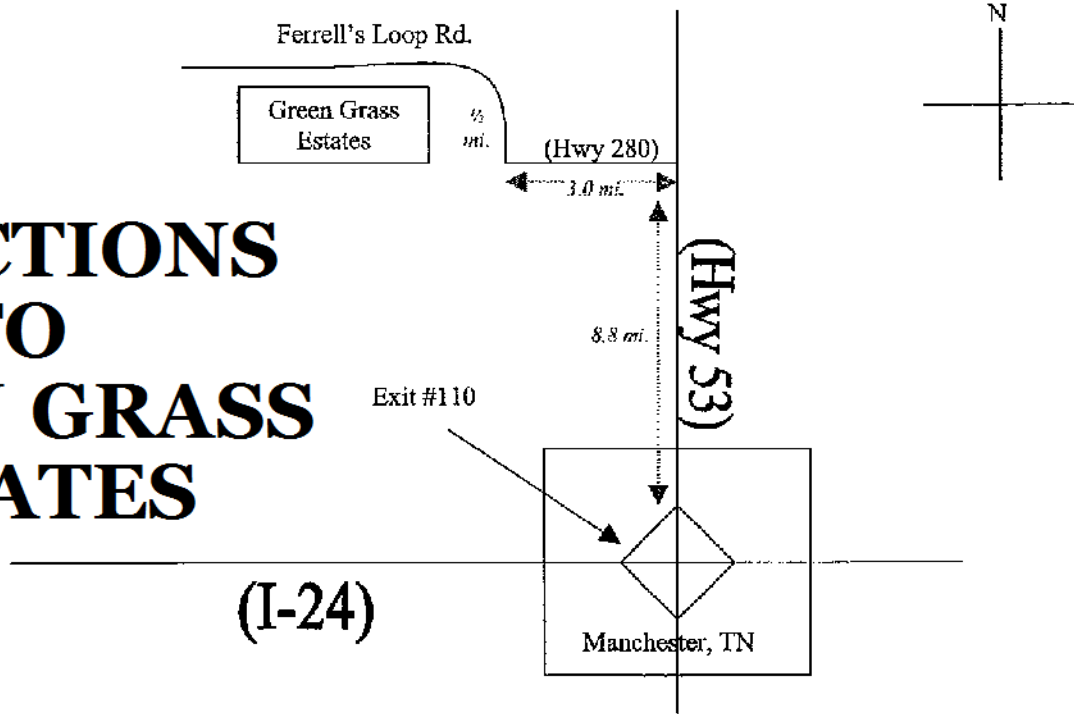 Ferrell's Loop Rd.
N
Green Grass
Estates
½
mi.
(Hwy 280)
3.0 mi.
CTIONS
TO
GRASS
ATES
(Hwy 53)
8.8 mi.
Exit #110
(I-24)
Manchester, TN